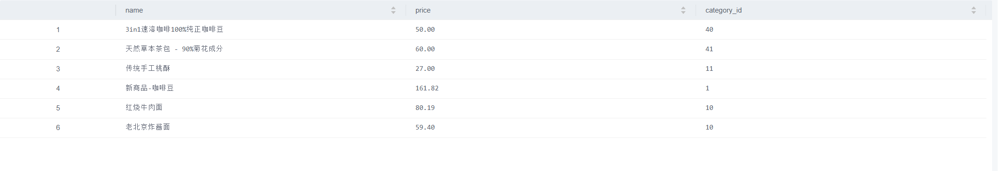 name price category_id
1 3in1速溶咖啡100%纯正咖啡豆 50.00 40
2 天然草本茶包 - 90%菊花成分 60.00 41
3 传统手工桃酥 27.00 11
4 新商品-咖啡豆 161.82 1
5 红烧牛肉面 80.19 10
6 老北京炸酱面 59.40 10